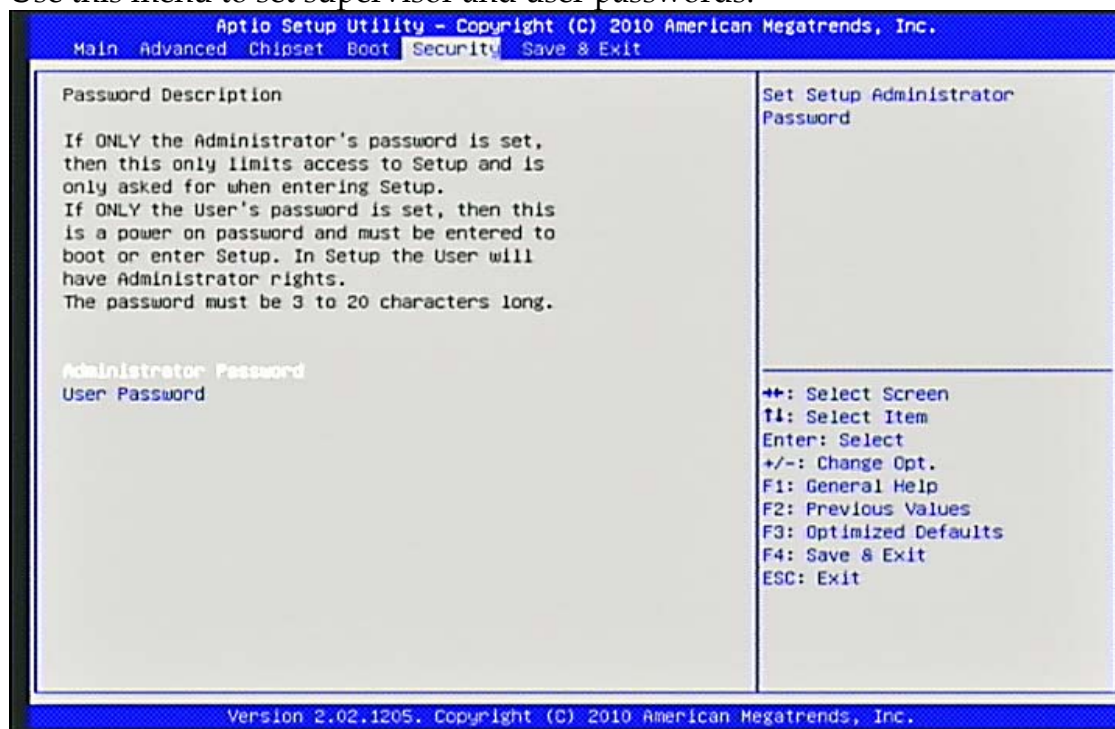 Use this menu to set supervisor and user passwords.
Aptio Setup Utility – Copyright (C) 2010 American Megatrends, Inc.
Main Advanced Chipset Boot Security Save & Exit
Password Description
If ONLY the Administrator's password is set,
then this only limits access to Setup and is
only asked for when entering Setup.
If ONLY the User's password is set, then this
is a power on password and must be entered to
boot or enter Setup. In Setup the User will
have Administrator rights.
The password must be 3 to 20 characters long.
Administrator Password
User Password
Set Setup Administrator
Password
→←: Select Screen
↑↓: Select Item
Enter: Select
+/-: Change Opt.
F1: General Help
F2: Previous Values
F3: Optimized Defaults
F4: Save & Exit
ESC: Exit
Version 2.02.1205. Copyright (C) 2010 American Megatrends, Inc.